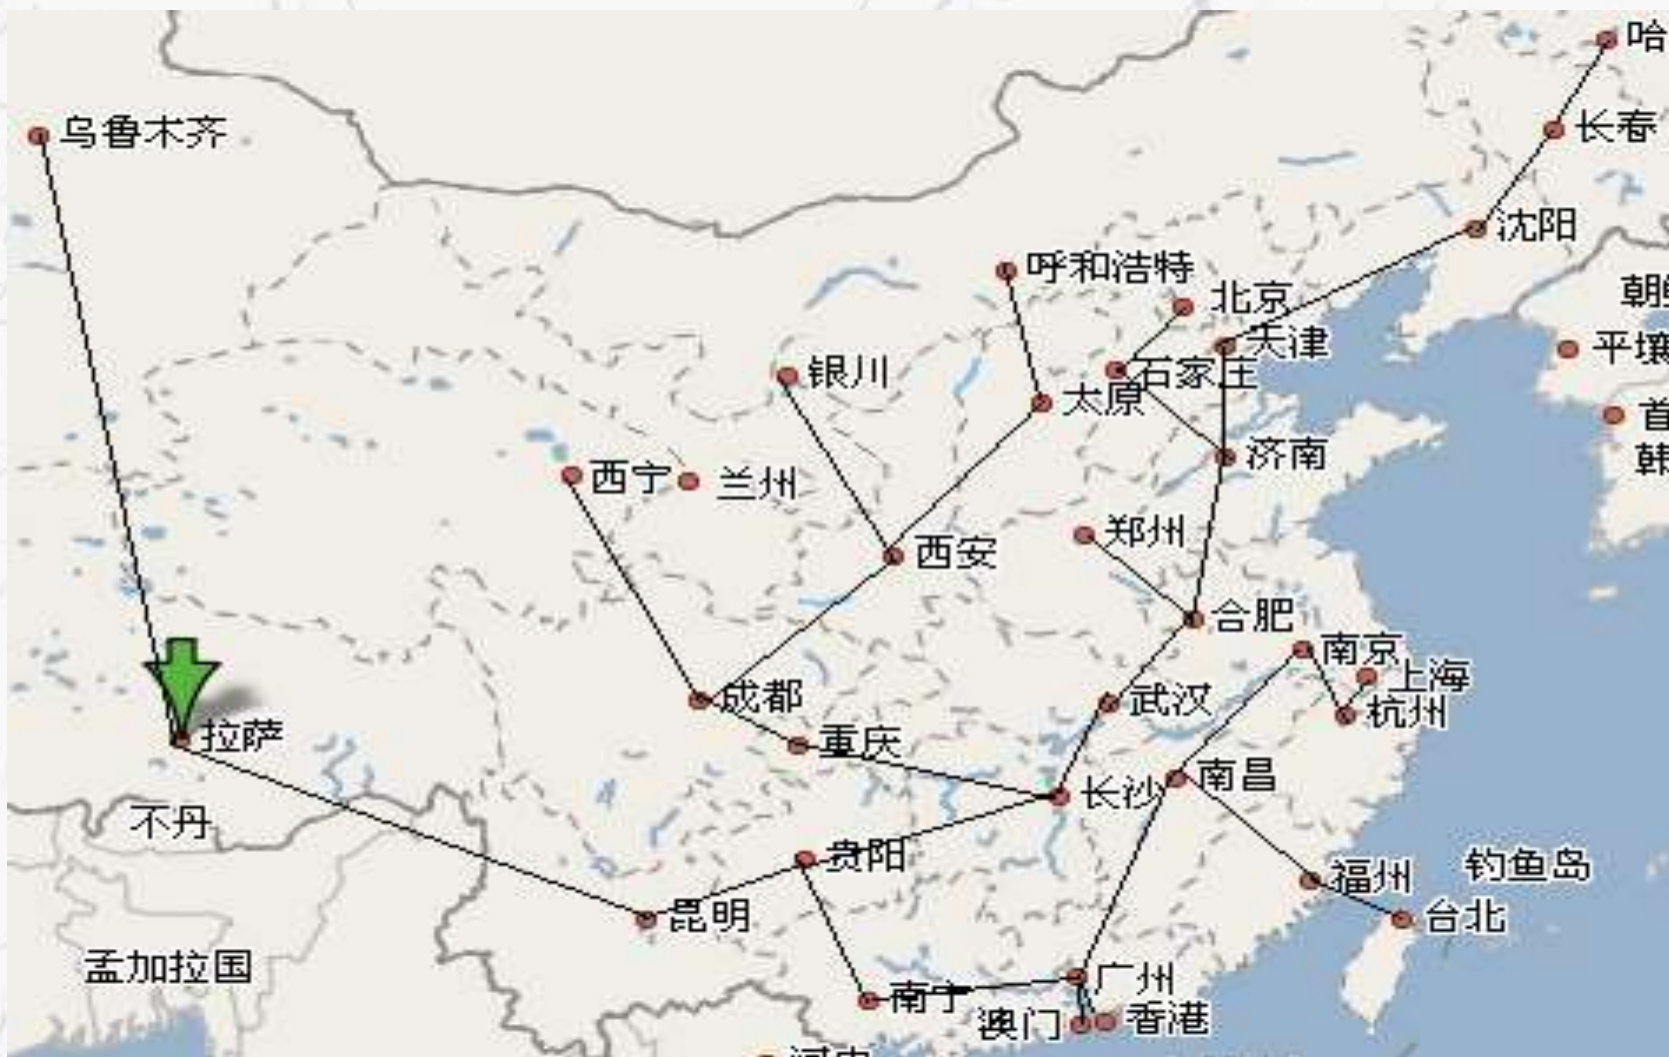 哈
乌鲁木齐
长春
沈阳
呼和浩特
北京
朝
天津
平壤
银川
石家庄
太原
首
济南
韩
西宁
兰州
郑州
西安
合肥
南京
上海
成都
武汉
杭州
拉萨
重庆
南昌
长沙
不丹
贵阳
钓鱼岛
福州
昆明
台北
孟加拉国
广州
南宁
澳门
香港